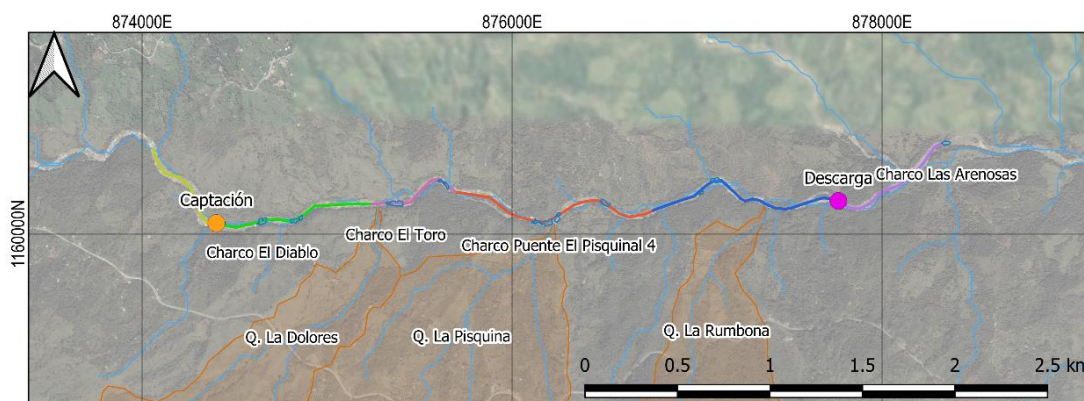 874000E
876000E
878000E
1160000N
Captación
Descarga
Charco Las Arenosas
Charco El Diablo
Charco El Toro
Charco Puente El Pisquinal 4
Q. La Dolores
Q. La Pisquina
Q. La Rumbona
0 0.5 1 1.5 2 2.5 km